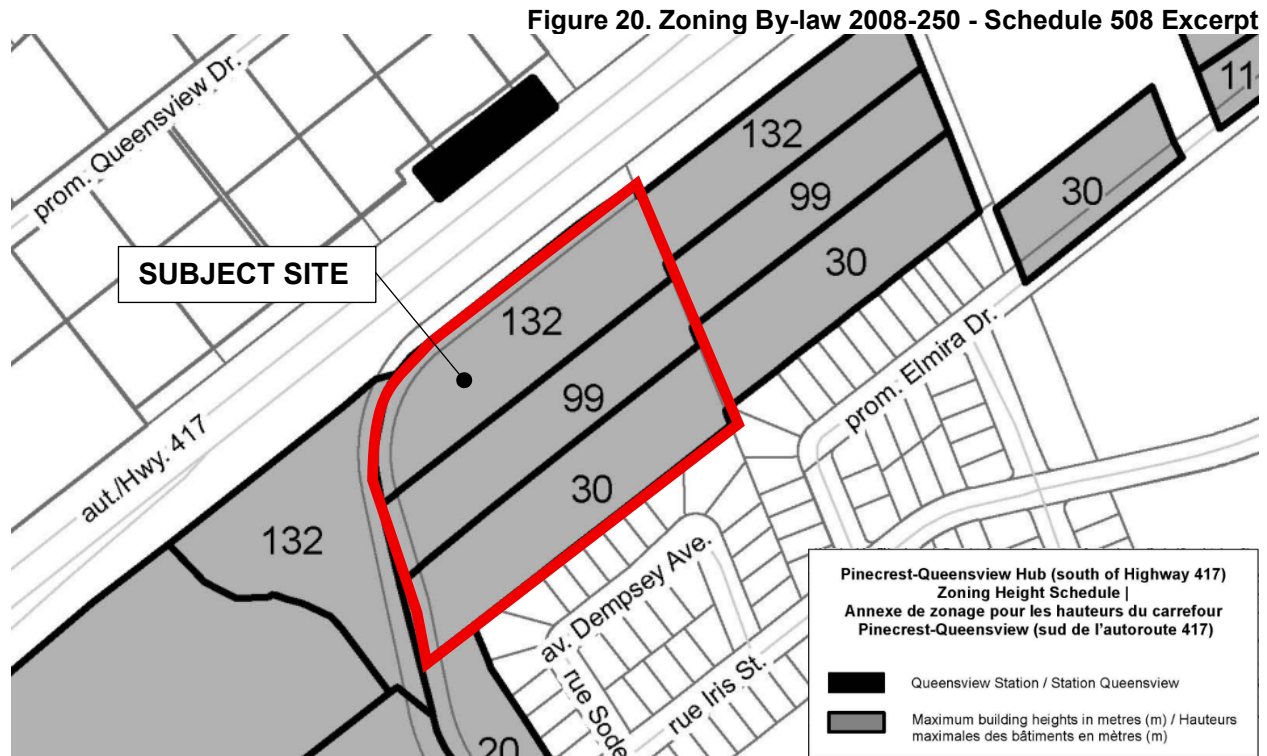 Figure 20. Zoning By-law 2008-250 - Schedule 508 Excerpt
prom. Queensview Dr.
11
132
30
99
SUBJECT SITE
30
132
prom. Elmira Dr.
99
aut./Hwy. 417
30
132
av. Dempsey Ave.
rue Iris St.
rue Sode
20
Pinecrest-Queensview Hub (south of Highway 417)
Zoning Height Schedule |
Annexe de zonage pour les hauteurs du carrefour
Pinecrest-Queensview (sud de l'autoroute 417)
Queensview Station / Station Queensview
Maximum building heights in metres (m) / Hauteurs
maximales des bâtiments en mètres (m)